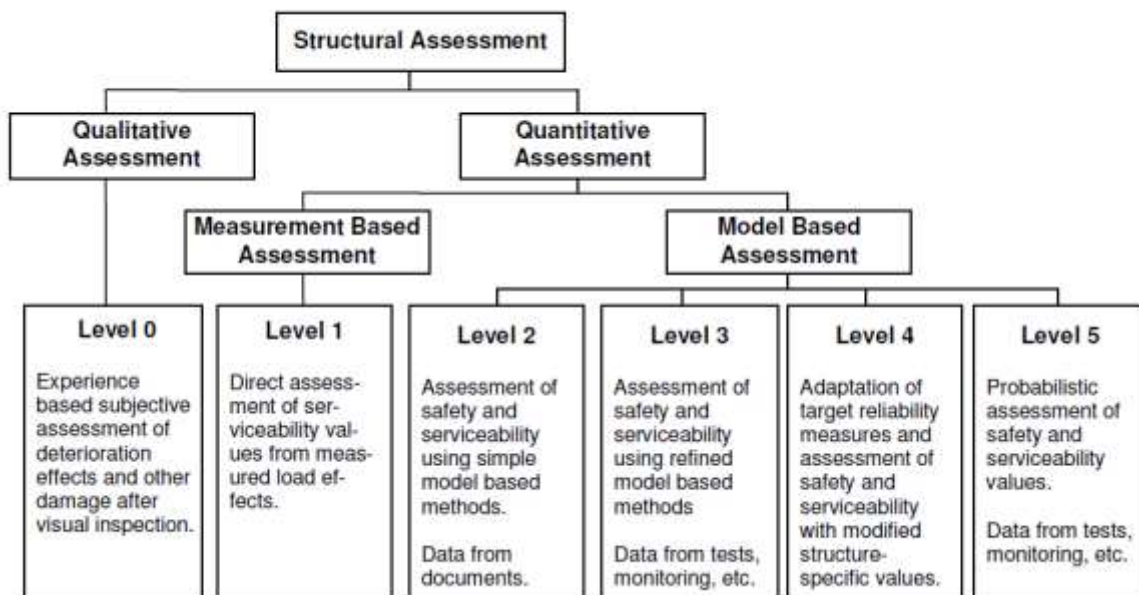 Structural Assessment
Qualitative
Assessment
Quantitative
Assessment
Measurement Based
Assessment
Model Based
Assessment
Level 0
Experience
based subjective
assessment of
deterioration
effects and other
damage after
visual inspection.
Level 1
Direct assess-
ment of ser-
viceability val-
ues from meas-
ured load ef-
fects.
Level 2
Assessment of
safety and
serviceability
using simple
model based
methods.
Data from
documents.
Level 3
Assessment of
safety and
serviceability
using refined
model based
methods
Data from tests,
monitoring, etc.
Level 4
Adaptation of
target reliability
measures and
assessment of
safety and
serviceability
with modified
structure-
specific values.
Level 5
Probabilistic
assessment of
safety and
serviceability
values.
Data from tests,
monitoring, etc.